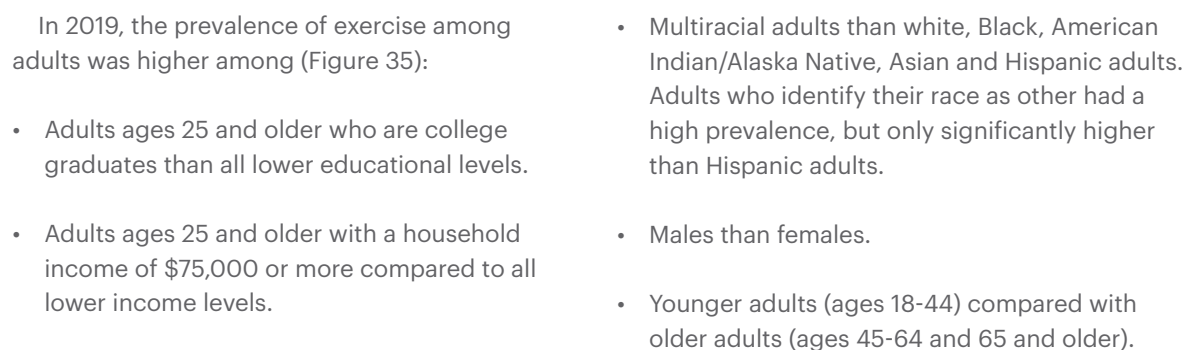 In 2019, the prevalence of exercise among
adults was higher among (Figure 35):
• Adults ages 25 and older who are college
graduates than all lower educational levels.
• Adults ages 25 and older with a household
income of $75,000 or more compared to all
lower income levels.
• Multiracial adults than white, Black, American
Indian/Alaska Native, Asian and Hispanic adults.
Adults who identify their race as other had a
high prevalence, but only significantly higher
than Hispanic adults.
• Males than females.
• Younger adults (ages 18-44) compared with
older adults (ages 45-64 and 65 and older).